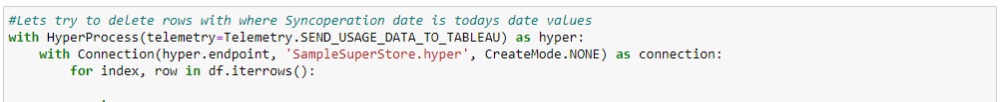 #Lets try to delete rows with where Syncoperation date is todays date values
with HyperProcess(telemetry=Telemetry.SEND_USAGE_DATA_TO_TABLEAU) as hyper:
    with Connection(hyper.endpoint, 'SampleSuperStore.hyper', CreateMode.NONE) as connection:
        for index, row in df.iterrows():